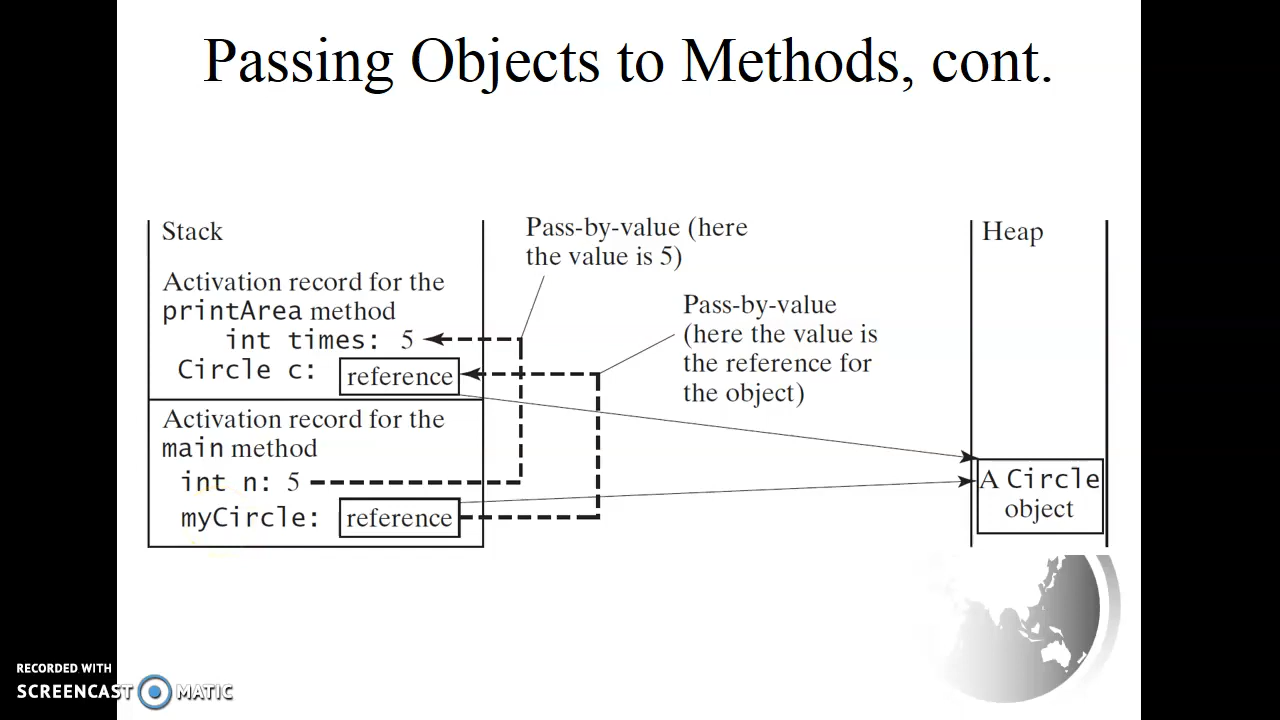 Passing Objects to Methods, cont.
Stack
Activation record for the
printArea method
int times: 5
Circle c: reference
Activation record for the
main method
int n: 5
myCircle: reference
Pass-by-value (here
the value is 5)
Pass-by-value
(here the value is
the reference for
the object)
Heap
A Circle
object
RECORDED WITH
SCREENCAST MATIC